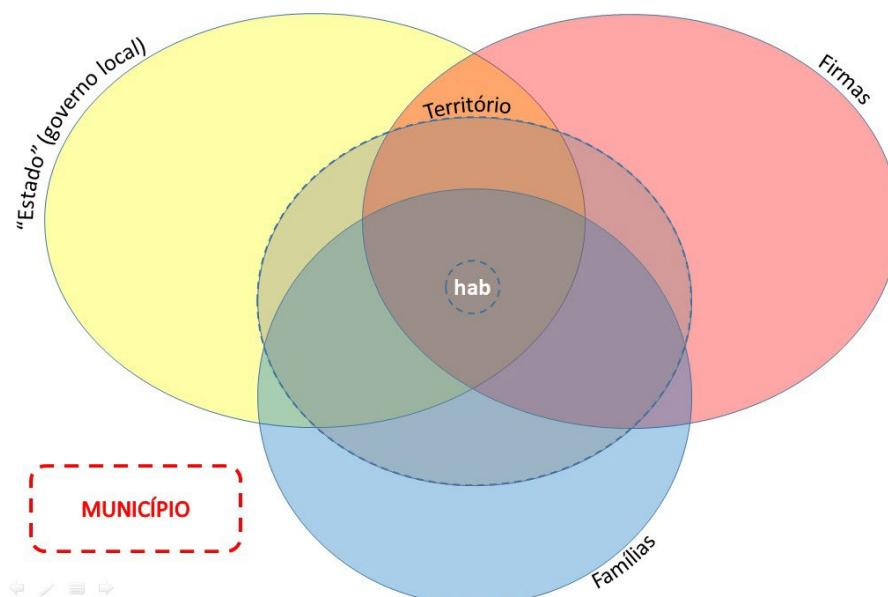 “Estado” (governo local)
Firmas
Território
hab
MUNICÍPIO
Famílias